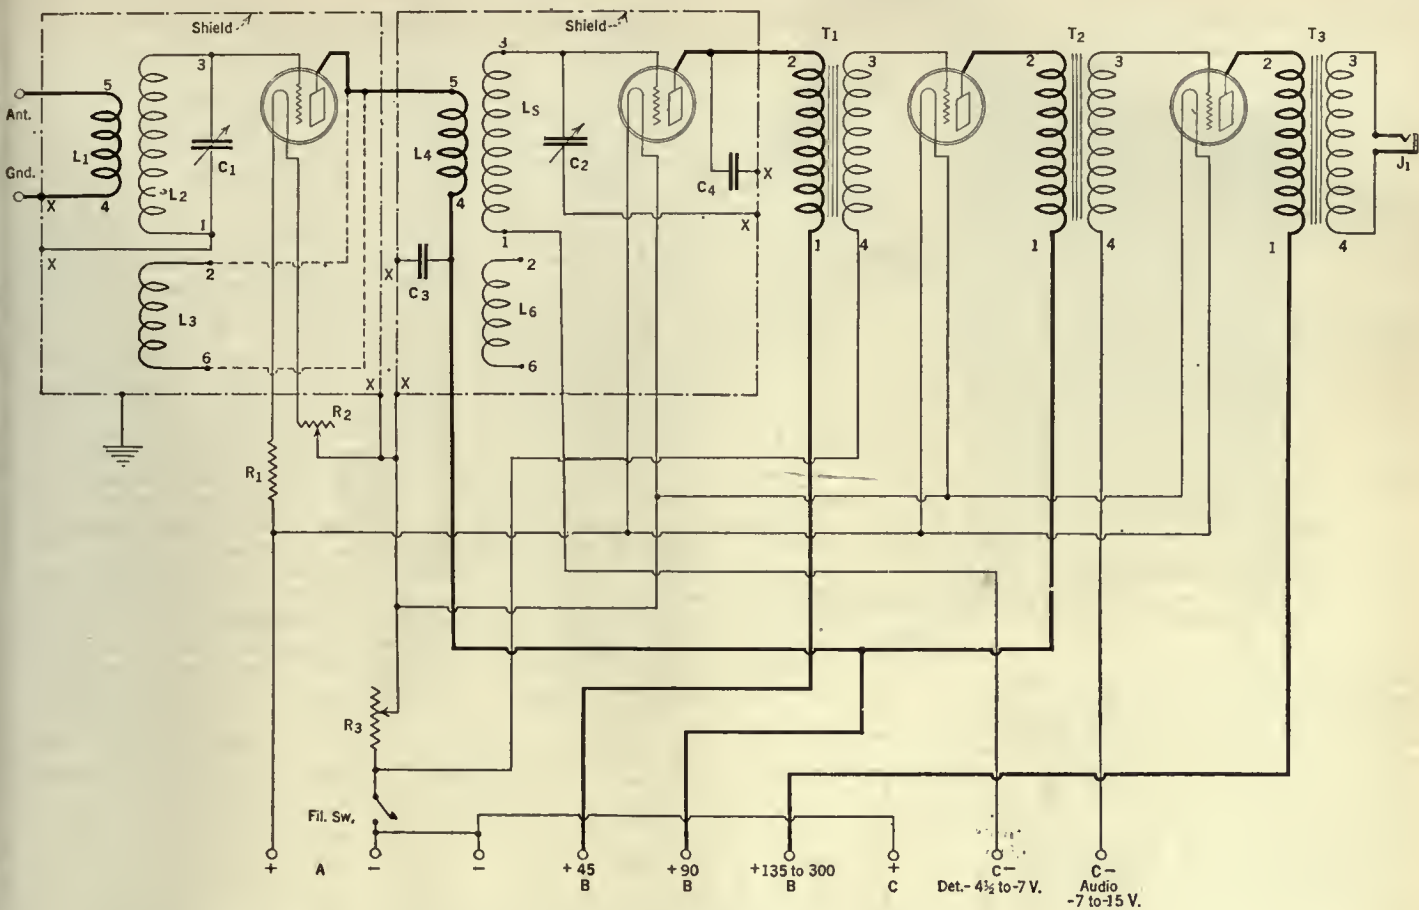 Shield
Shield
T1
T2
T3
Ant.
Gnd.
5
L1
4
X
X
3
L2
1
C1
2
L3
6
X
X
X
R2
R1
5
L4
4
C3
3
LS
1
2
L6
6
C2
C4
X
X
2
1
3
4
2
1
3
4
2
1
3
4
J1
R3
Fil. Sw.
+ A - -
+ 45
B
+ 90
B
+135 to 300
B
+
C
C-
Det.- 4½ to -7 V.
C-
Audio
-7 to -15 V.